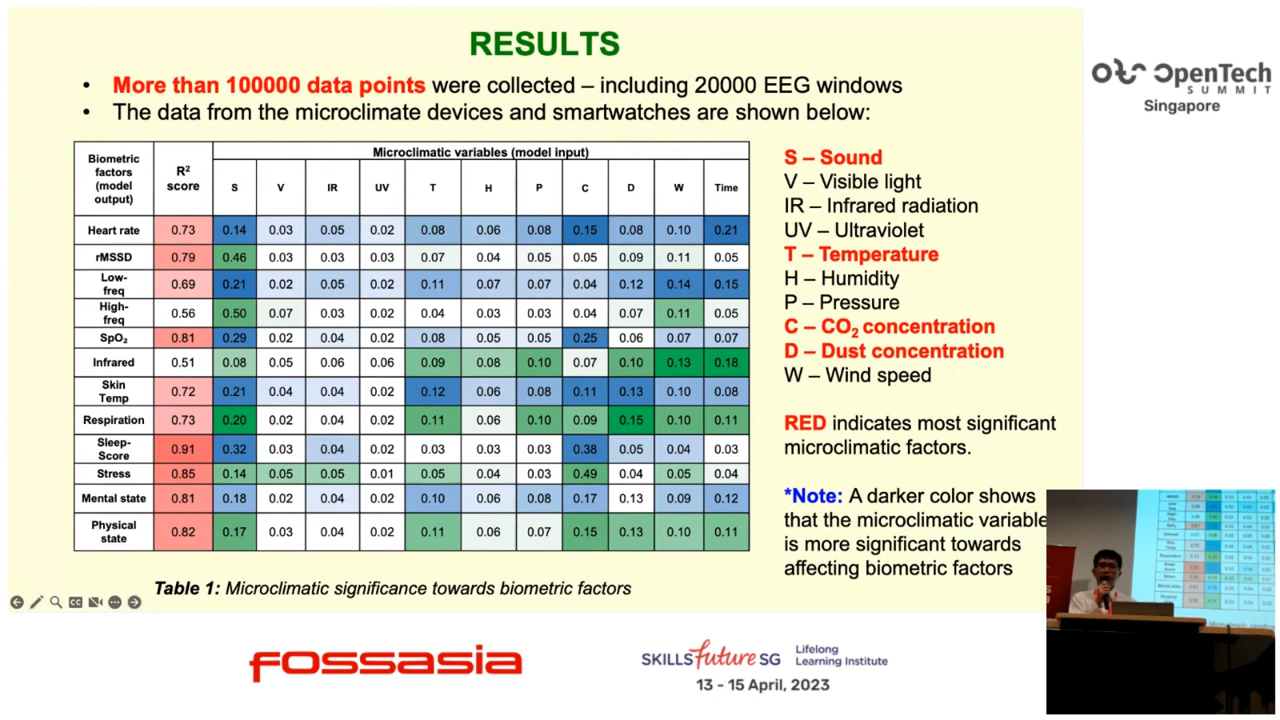 RESULTS
• More than 100000 data points were collected – including 20000 EEG windows
• The data from the microclimate devices and smartwatches are shown below:
Biometric factors (model output) R² score Microclimatic variables (model input)
S V IR UV T H P C D W Time
Heart rate 0.73 0.14 0.03 0.05 0.02 0.08 0.06 0.08 0.15 0.08 0.10 0.21
rMSSD 0.79 0.46 0.03 0.03 0.03 0.07 0.04 0.05 0.05 0.09 0.11 0.05
Low-freq 0.69 0.21 0.02 0.05 0.02 0.11 0.07 0.07 0.04 0.12 0.14 0.15
High-freq 0.56 0.50 0.07 0.03 0.02 0.04 0.03 0.03 0.04 0.07 0.11 0.05
SpO₂ 0.81 0.29 0.02 0.04 0.02 0.08 0.05 0.05 0.25 0.06 0.07 0.07
Infrared 0.51 0.08 0.05 0.06 0.06 0.09 0.08 0.10 0.07 0.10 0.13 0.18
Skin Temp 0.72 0.21 0.04 0.04 0.02 0.12 0.06 0.08 0.11 0.13 0.10 0.08
Respiration 0.73 0.20 0.02 0.04 0.02 0.11 0.06 0.10 0.09 0.15 0.10 0.11
Sleep-Score 0.91 0.32 0.03 0.04 0.02 0.03 0.03 0.03 0.38 0.05 0.04 0.03
Stress 0.85 0.14 0.05 0.05 0.01 0.05 0.04 0.03 0.49 0.04 0.05 0.04
Mental state 0.81 0.18 0.02 0.04 0.02 0.10 0.06 0.08 0.17 0.13 0.09 0.12
Physical state 0.82 0.17 0.03 0.04 0.02 0.11 0.06 0.07 0.15 0.13 0.10 0.11
Table 1: Microclimatic significance towards biometric factors
S – Sound
V – Visible light
IR – Infrared radiation
UV – Ultraviolet
T – Temperature
H – Humidity
P – Pressure
C – CO₂ concentration
D – Dust concentration
W – Wind speed
RED indicates most significant
microclimatic factors.
*Note: A darker color shows
that the microclimatic variable
is more significant towards
affecting biometric factors
OpenTech
SUMMIT
Singapore
FOSSASIA
SKILLS future SG
Lifelong
Learning Institute
13 - 15 April, 2023